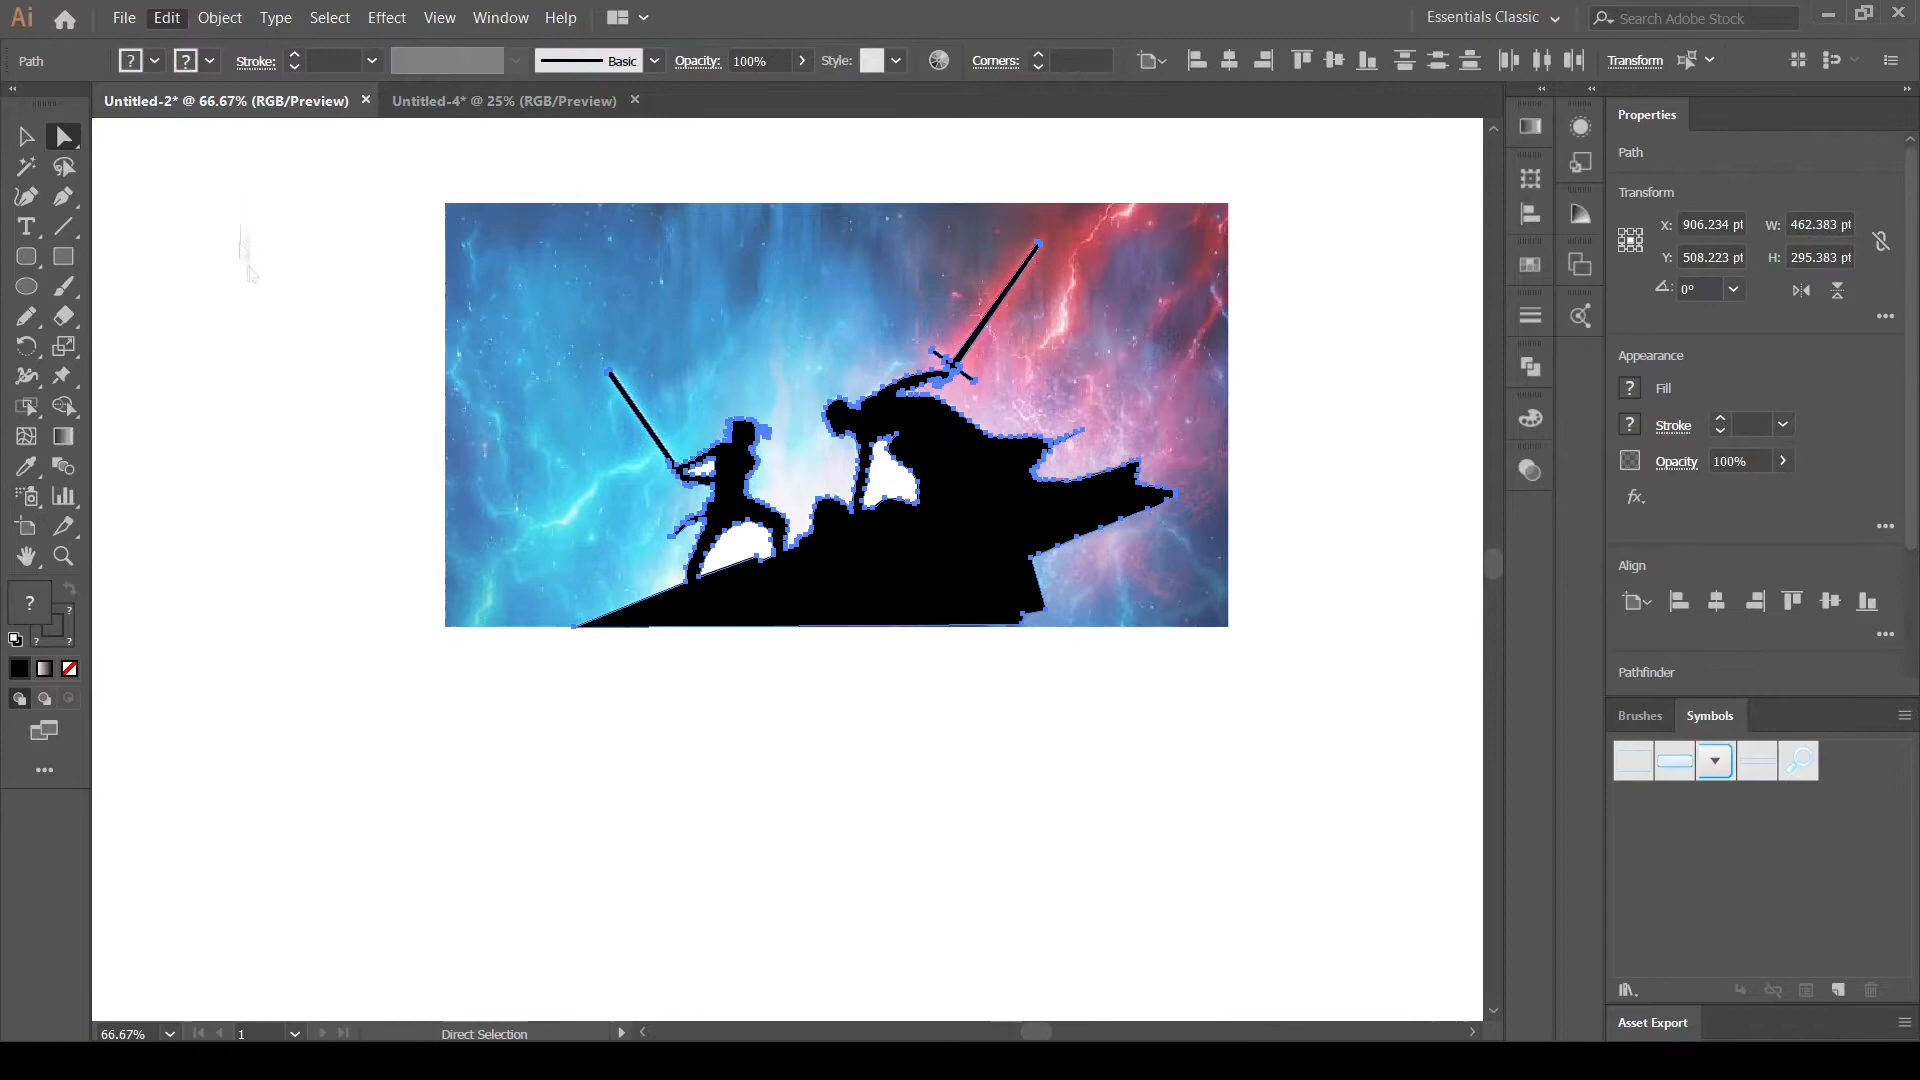 Ai File Edit Object Type Select Effect View Window Help Essentials Classic Search Adobe Stock
Path ? ? Stroke: Basic Opacity: 100% Style: Corners: Transform
Untitled-2* @ 66.67% (RGB/Preview) × Untitled-4* @ 25% (RGB/Preview) ×
Properties
Path
Transform
X: 906.234 pt W: 462.383 pt
Y: 508.223 pt H: 295.383 pt
0°
Appearance
? Fill
? Stroke
Opacity 100%
fx.
Align
Pathfinder
T
?
?
? ?
Brushes Symbols
Asset Export
66.67% 1 Direct Selection